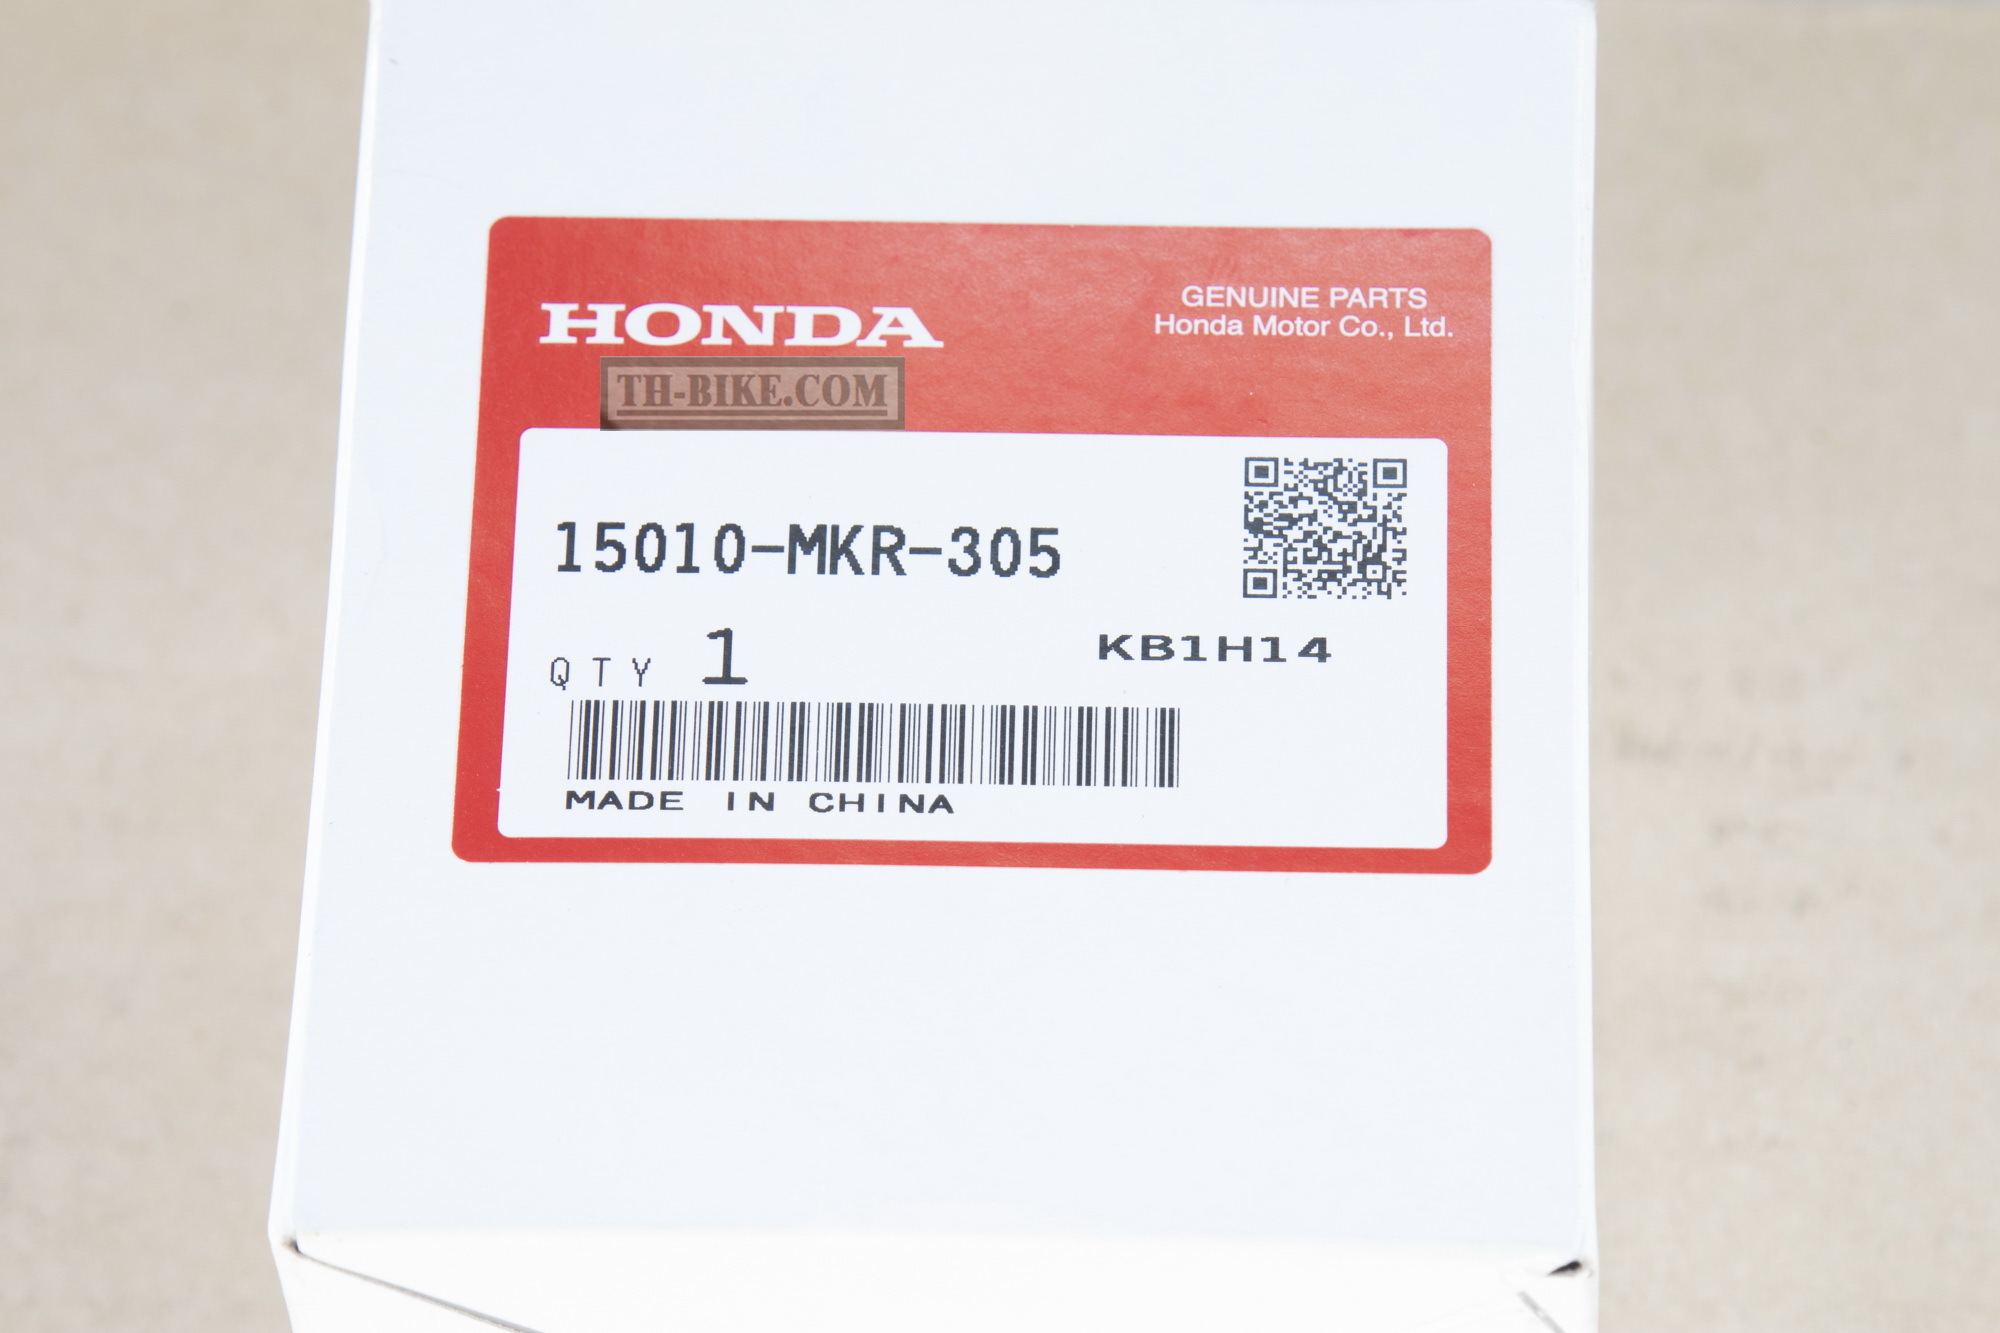 HONDA
GENUINE PARTS
Honda Motor Co., Ltd.
TH-BIKE.COM
15010-MKR-305
QTY 1
KB1H14
MADE IN CHINA